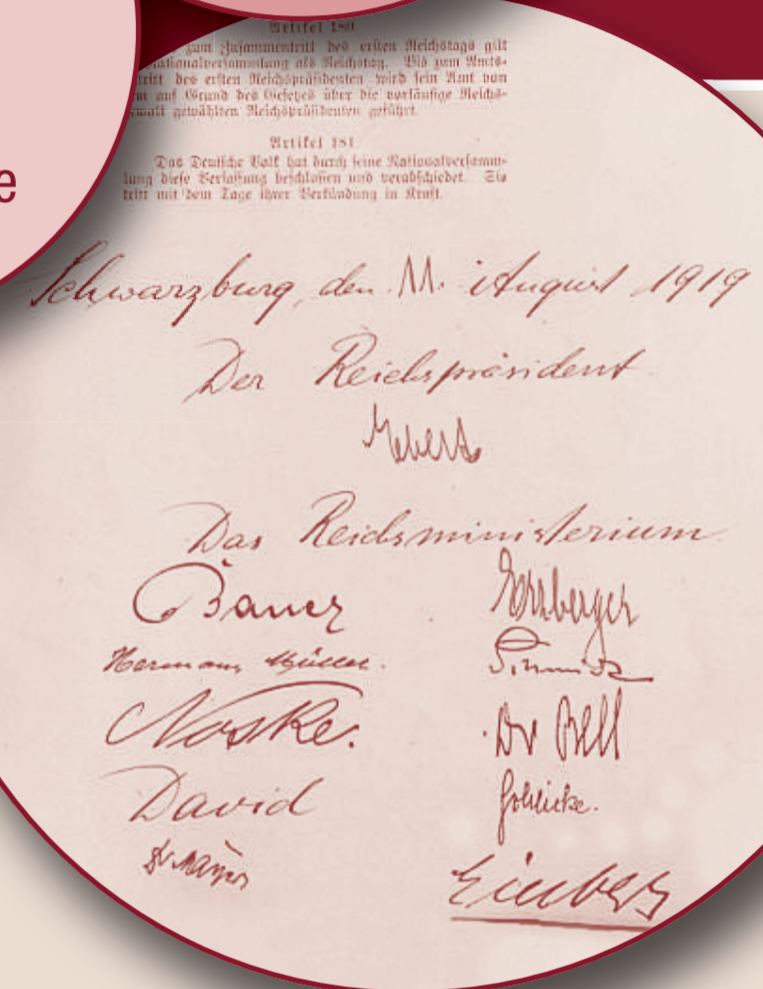 e
Artikel 180
zum Zusammentritt des ersten Reichstags gilt
ationalversammlung als Reichstag. Bis zum Amts-
tritt des ersten Reichspräsidenten wird sein Amt von
m auf Grund des Gesetzes über die vorläufige Reichs-
ewalt gewählten Reichspräsidenten geführt.
Artikel 181
Das Deutsche Volk hat durch seine Nationalversamm-
lung diese Verfassung beschlossen und verabschiedet. Sie
tritt mit dem Tage ihrer Verkündung in Kraft.
Schwarzburg, den 11. August 1919
Der Reichspräsident
Ebert
Das Reichsministerium
Bauer Erzberger
Hermann Müller. Schmidt
Noske. Dr Bell
David Schlicke.
Dr. Mayer